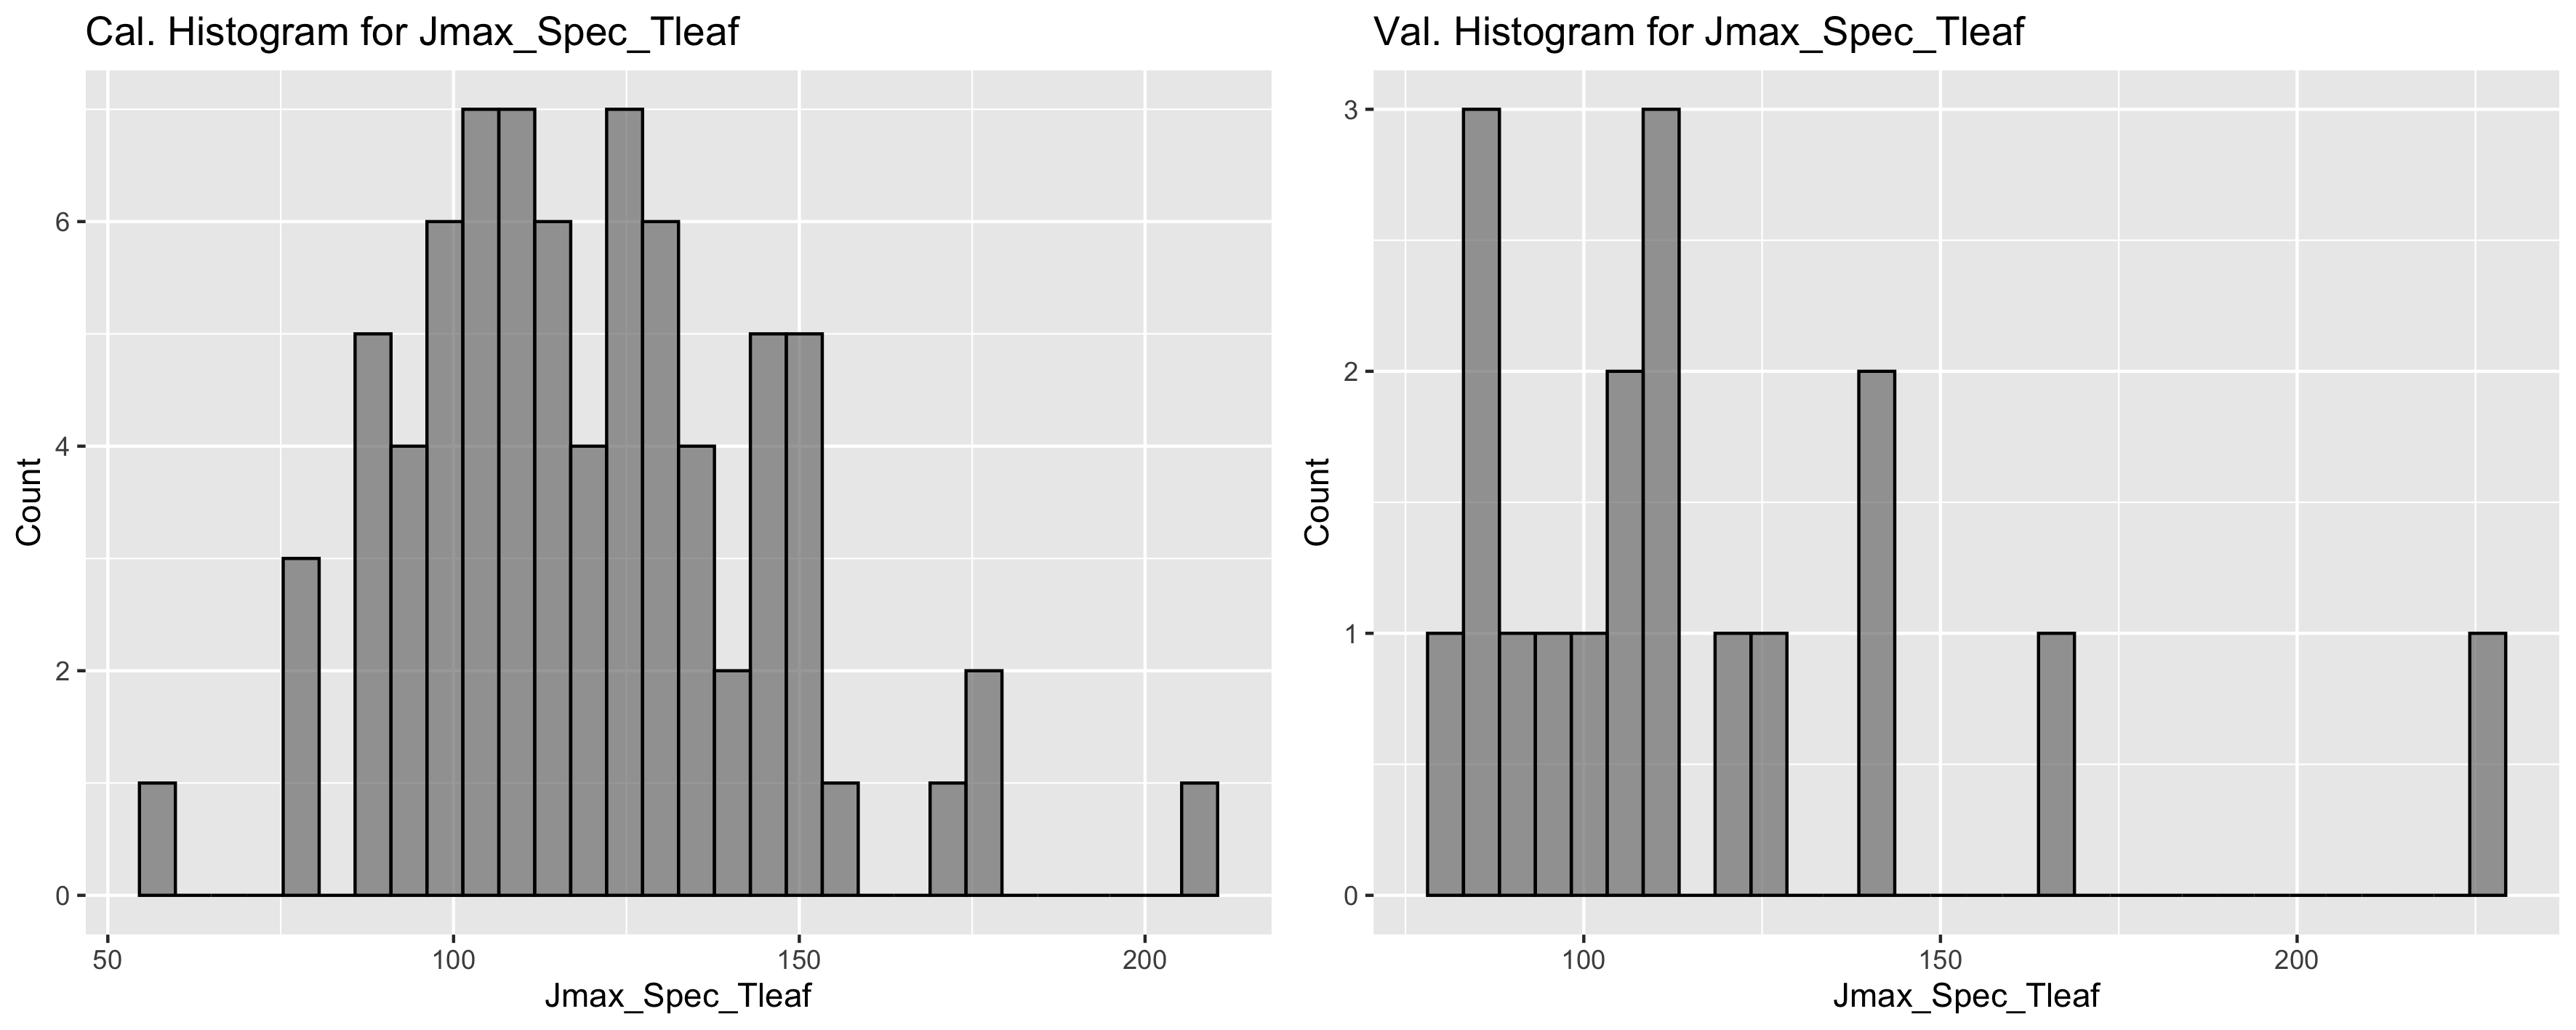 Cal. Histogram for Jmax_Spec_Tleaf
Count
6
4
2
0
50 100 150 200
Jmax_Spec_Tleaf
Val. Histogram for Jmax_Spec_Tleaf
Count
3
2
1
0
100 150 200
Jmax_Spec_Tleaf